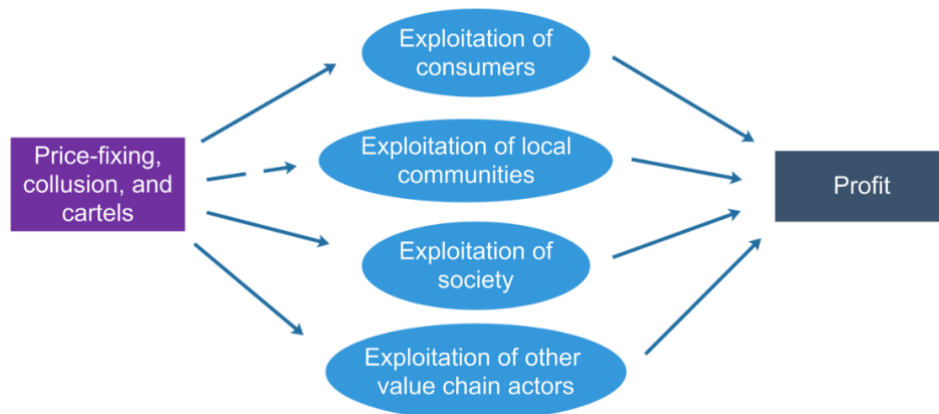 Exploitation of
consumers
Price-fixing,
collusion, and
cartels
Exploitation of local
communities
Profit
Exploitation of
society
Exploitation of other
value chain actors